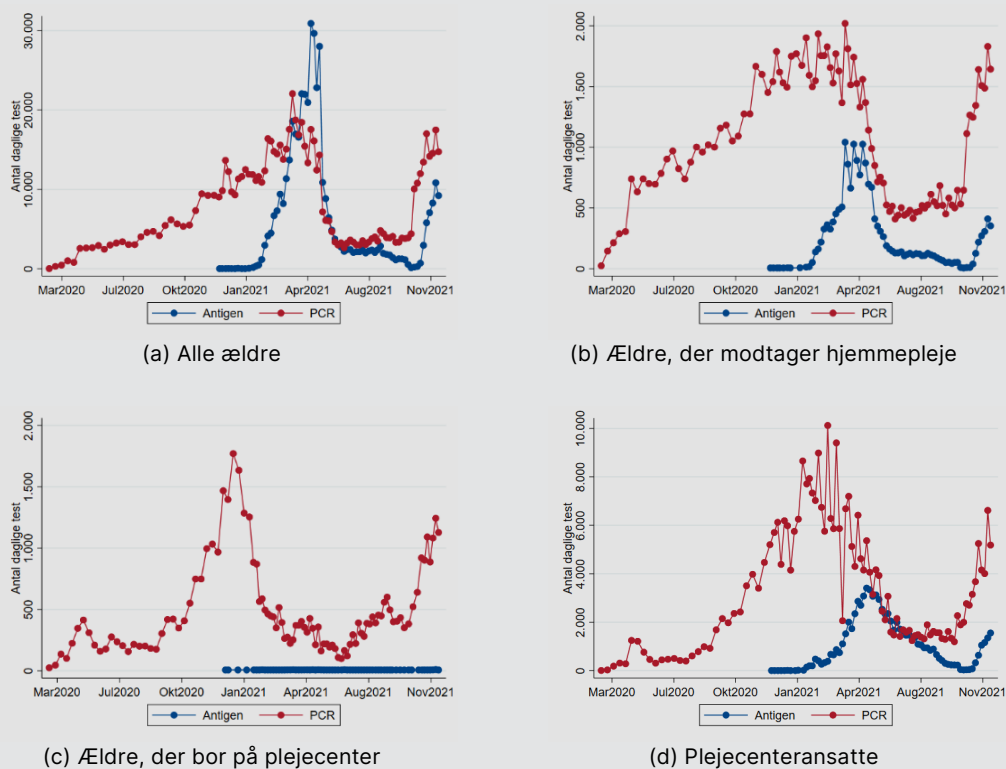 Antal daglige test
30.000
20.000
10.000
0
Mar2020 Jul2020 Okt2020 Jan2021 Apr2021 Aug2021 Nov2021
Antigen PCR
(a) Alle ældre
Antal daglige test
2.000
1.500
1.000
500
0
Mar2020 Jul2020 Okt2020 Jan2021 Apr2021 Aug2021 Nov2021
Antigen PCR
(b) Ældre, der modtager hjemmepleje
Antal daglige test
2.000
1.500
1.000
500
0
Mar2020 Jul2020 Okt2020 Jan2021 Apr2021 Aug2021 Nov2021
Antigen PCR
(c) Ældre, der bor på plejecenter
Antal daglige test
10.000
8.000
6.000
4.000
2.000
0
Mar2020 Jul2020 Okt2020 Jan2021 Apr2021 Aug2021 Nov2021
Antigen PCR
(d) Plejecenteransatte